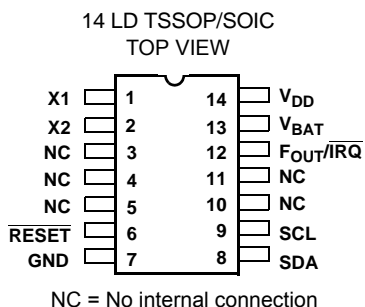 14 LD TSSOP/SOIC
TOP VIEW
X1 1 14 VDD
X2 2 13 VBAT
NC 3 12 FOUT/IRQ
NC 4 11 NC
NC 5 10 NC
RESET 6 9 SCL
GND 7 8 SDA
NC = No internal connection